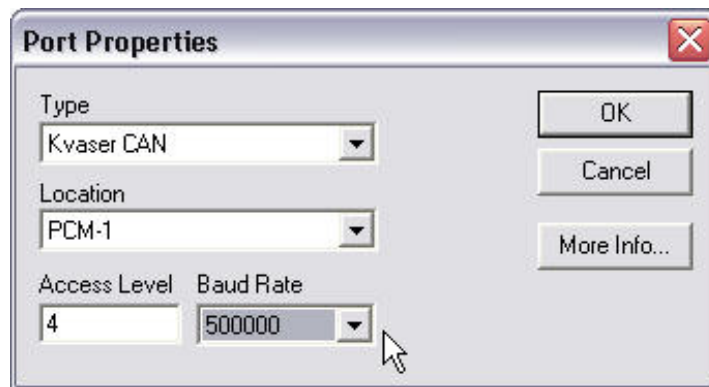 Port Properties
Type
OK
Kvaser CAN
Cancel
Location
PCM-1
More Info...
Access Level Baud Rate
4 500000